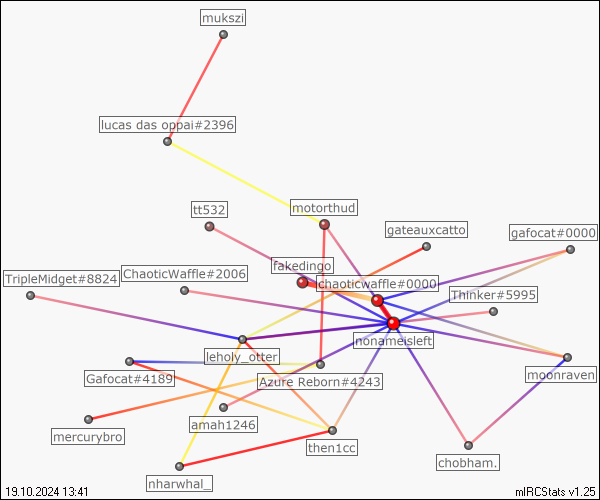 mukszi
lucas das oppai#2396
tt532
motorthud
gateauxcatto
gafocat#0000
fakedingo
TripleMidget#8824
ChaoticWaffle#2006
chaoticwaffle#0000
Thinker#5995
nonameisleft
leholy_otter
Gafocat#4189
Azure Reborn#4243
moonraven
mercurybro
amah1246
then1cc
chobham.
nharwhal_
19.10.2024 13:41
mIRCStats v1.25